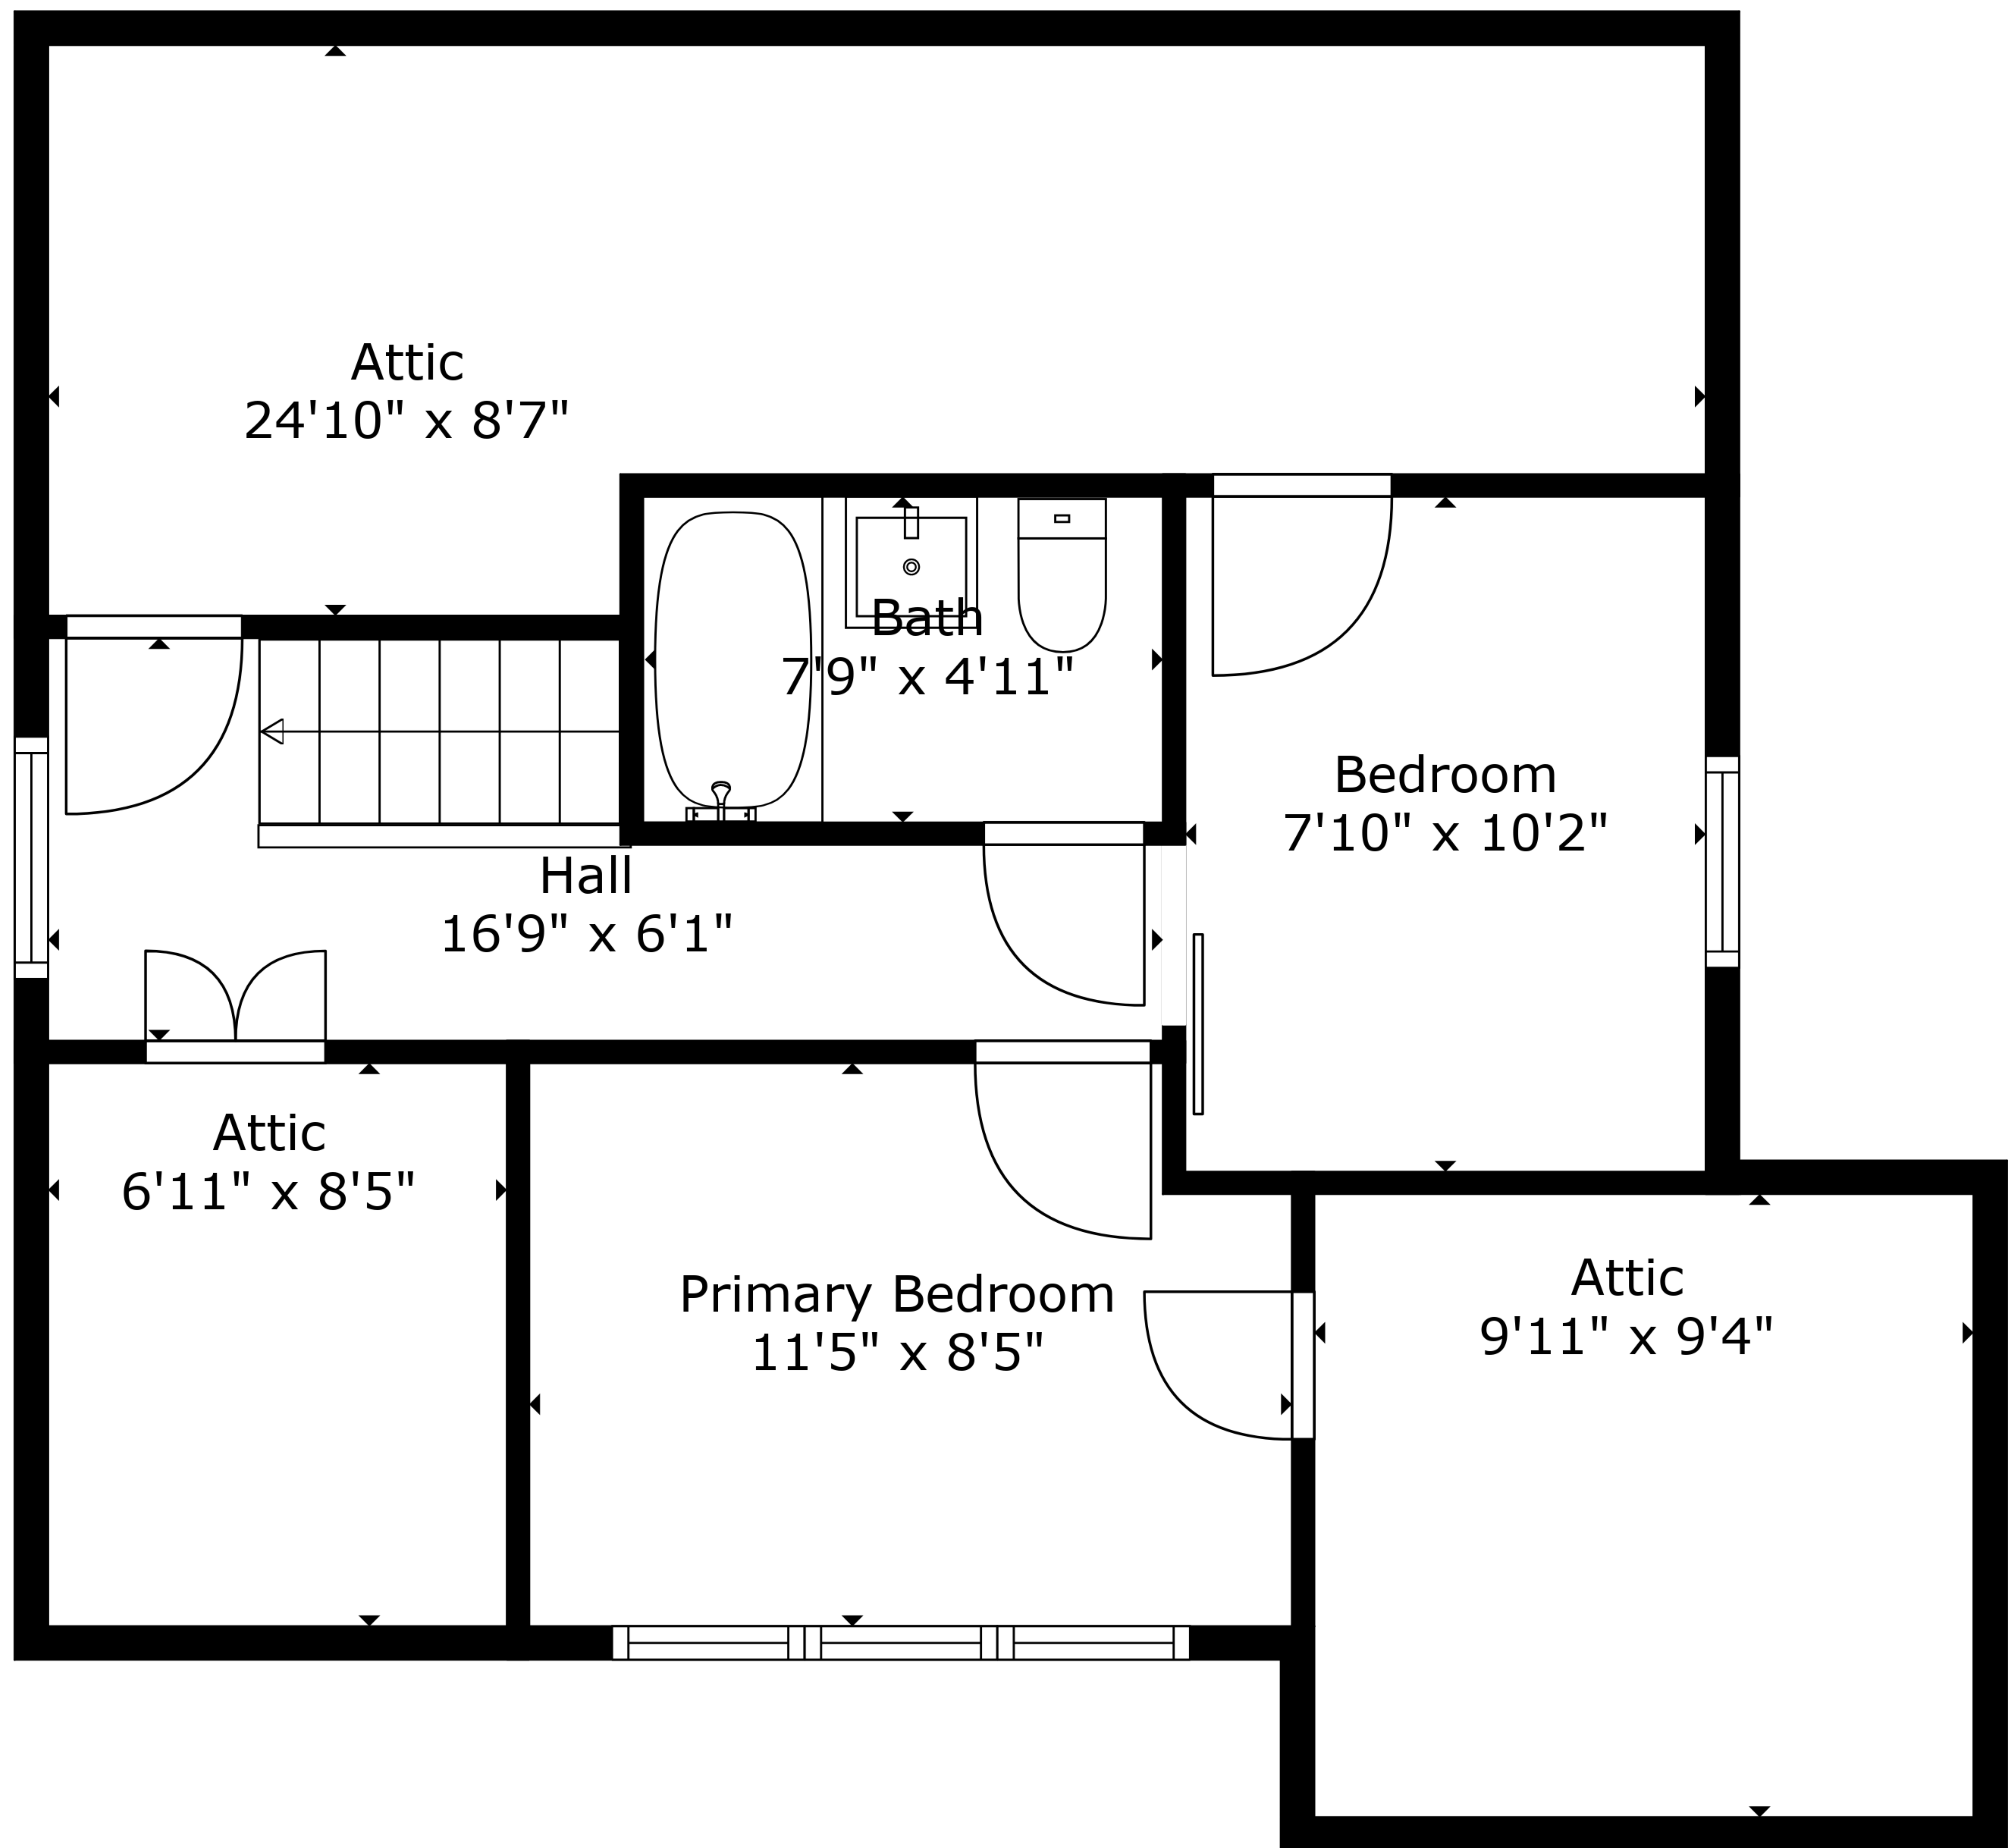 Attic
24'10" x 8'7"
Bath
7'9" x 4'11"
Bedroom
7'10" x 10'2"
Hall
16'9" x 6'1"
Attic
6'11" x 8'5"
Primary Bedroom
11'5" x 8'5"
Attic
9'11" x 9'4"